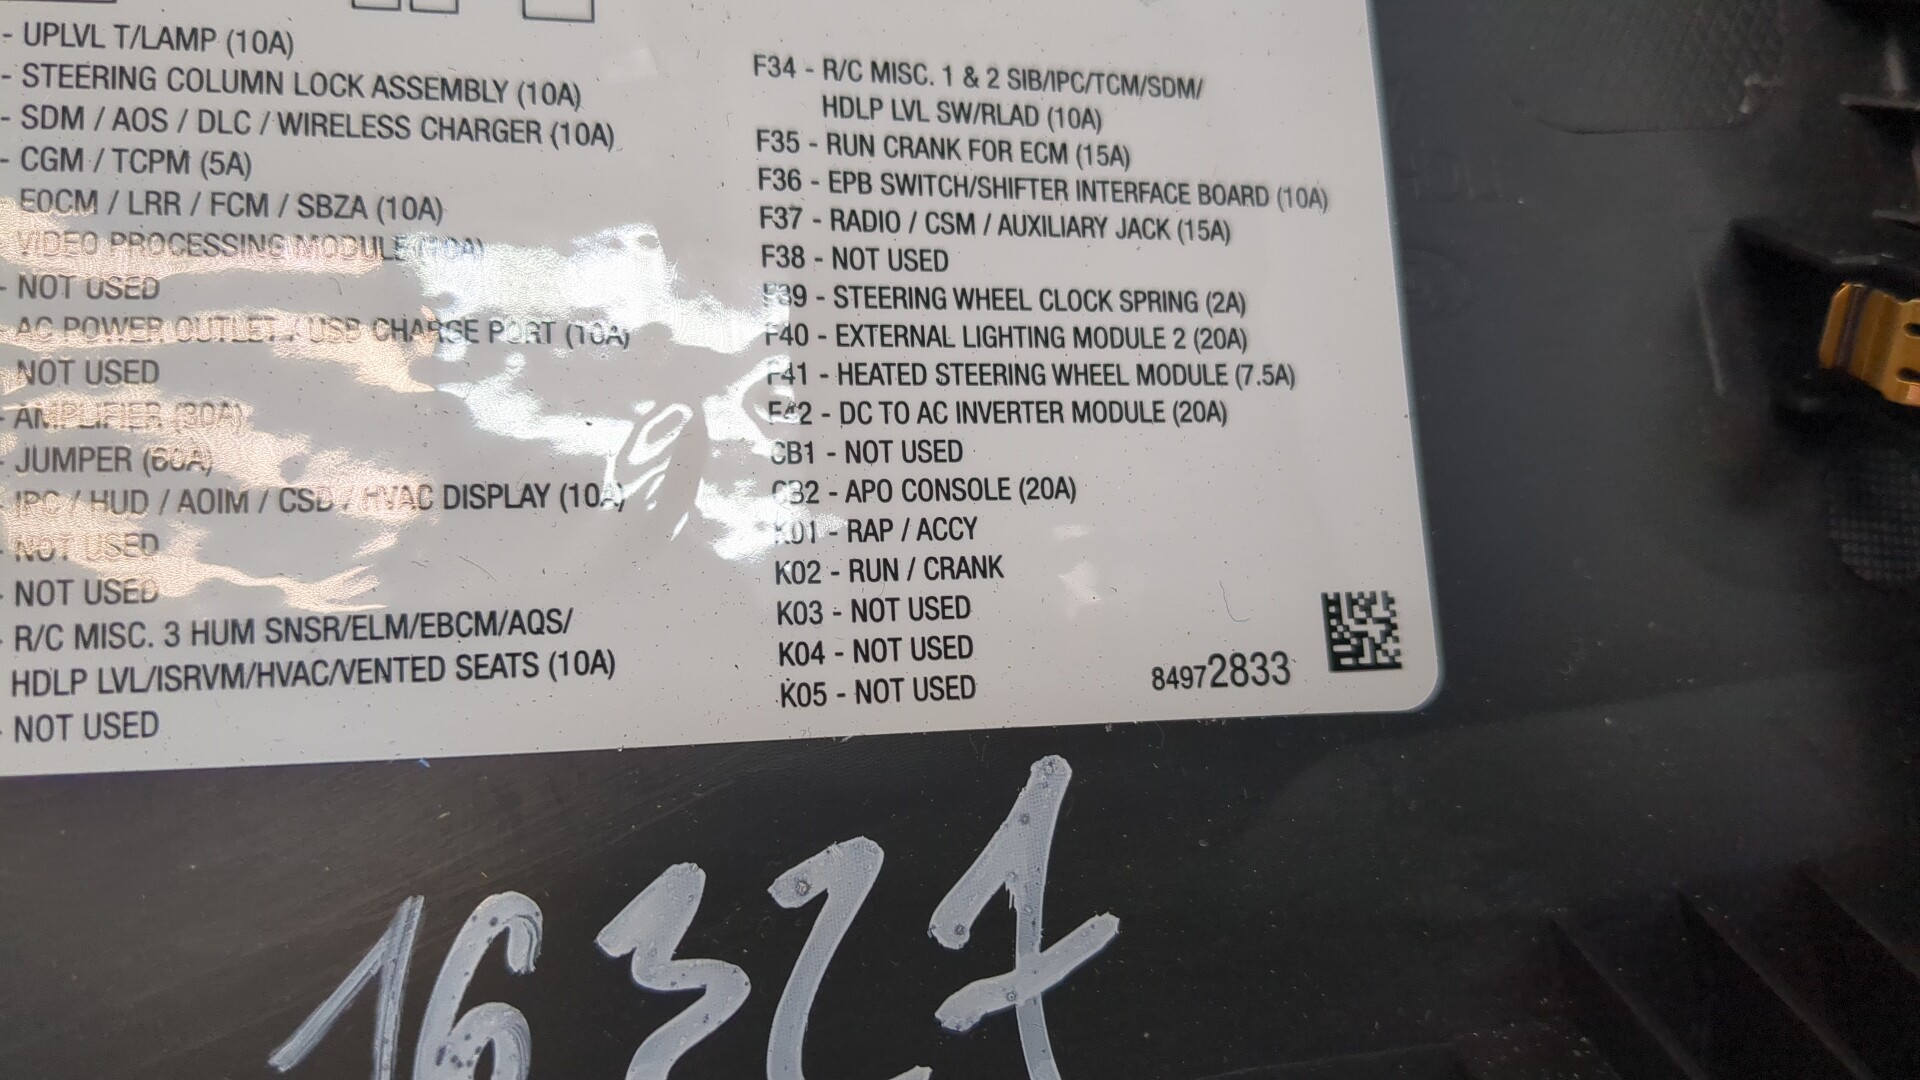 - UPLVL T/LAMP (10A)
- STEERING COLUMN LOCK ASSEMBLY (10A)
- SDM / AOS / DLC / WIRELESS CHARGER (10A)
- CGM / TCPM (5A)
EOCM / LRR / FCM / SBZA (10A)
VIDEO PROCESSING MODULE
- NOT USED
- AC POWER OUTLET / USB CHARGE PORT (10A)
NOT USED
- AMPLIFIER (30A)
- JUMPER (60A)
- IPC / HUD / AOIM / CSD / HVAC DISPLAY (10A)
- NOT USED
- NOT USED
- R/C MISC. 3 HUM SNSR/ELM/EBCM/AQS/
HDLP LVL/ISRVM/HVAC/VENTED SEATS (10A)
- NOT USED
F34 - R/C MISC. 1 & 2 SIB/IPC/TCM/SDM/
HDLP LVL SW/RLAD (10A)
F35 - RUN CRANK FOR ECM (15A)
F36 - EPB SWITCH/SHIFTER INTERFACE BOARD (10A)
F37 - RADIO / CSM / AUXILIARY JACK (15A)
F38 - NOT USED
F39 - STEERING WHEEL CLOCK SPRING (2A)
F40 - EXTERNAL LIGHTING MODULE 2 (20A)
F41 - HEATED STEERING WHEEL MODULE (7.5A)
F42 - DC TO AC INVERTER MODULE (20A)
CB1 - NOT USED
CB2 - APO CONSOLE (20A)
K01 - RAP / ACCY
K02 - RUN / CRANK
K03 - NOT USED
K04 - NOT USED
K05 - NOT USED
84972833
16327